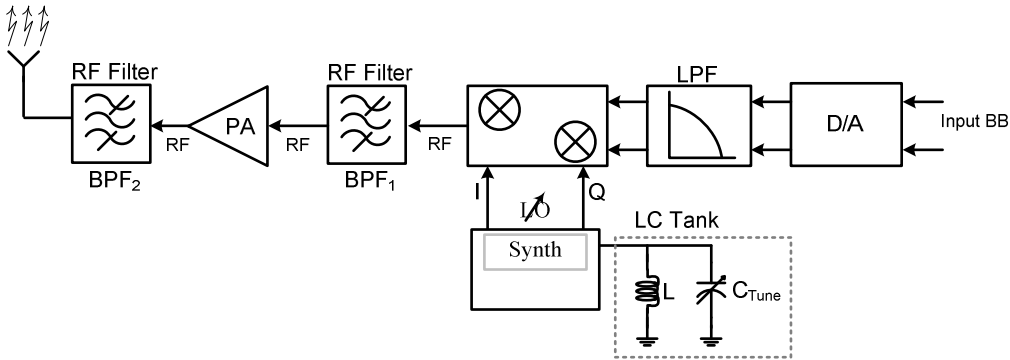 RF Filter
BPF2
RF
PA
RF
RF Filter
BPF1
RF
LPF
D/A
Input BB
I
LO
Q
Synth
LC Tank
L
CTune